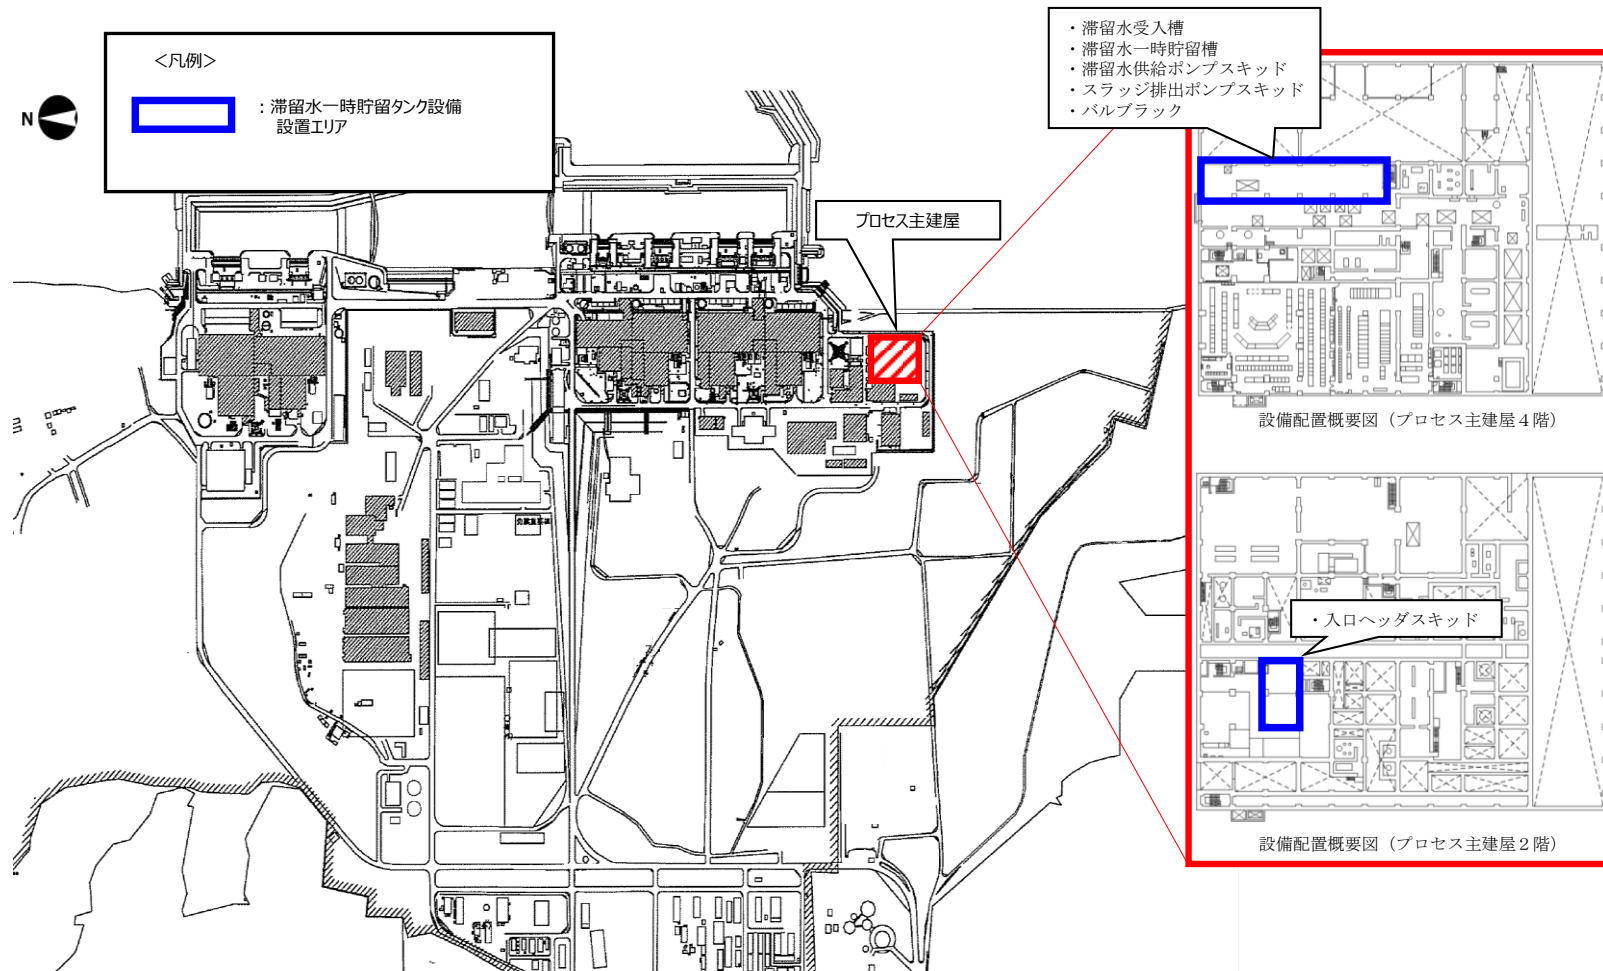 <凡例>
：滞留水一時貯留タンク設備
設置エリア
N
プロセス主建屋
・滞留水受入槽
・滞留水一時貯留槽
・滞留水供給ポンプスキッド
・スラッジ排出ポンプスキッド
・バルブラック
設備配置概要図（プロセス主建屋４階）
・入口ヘッダスキッド
設備配置概要図（プロセス主建屋２階）